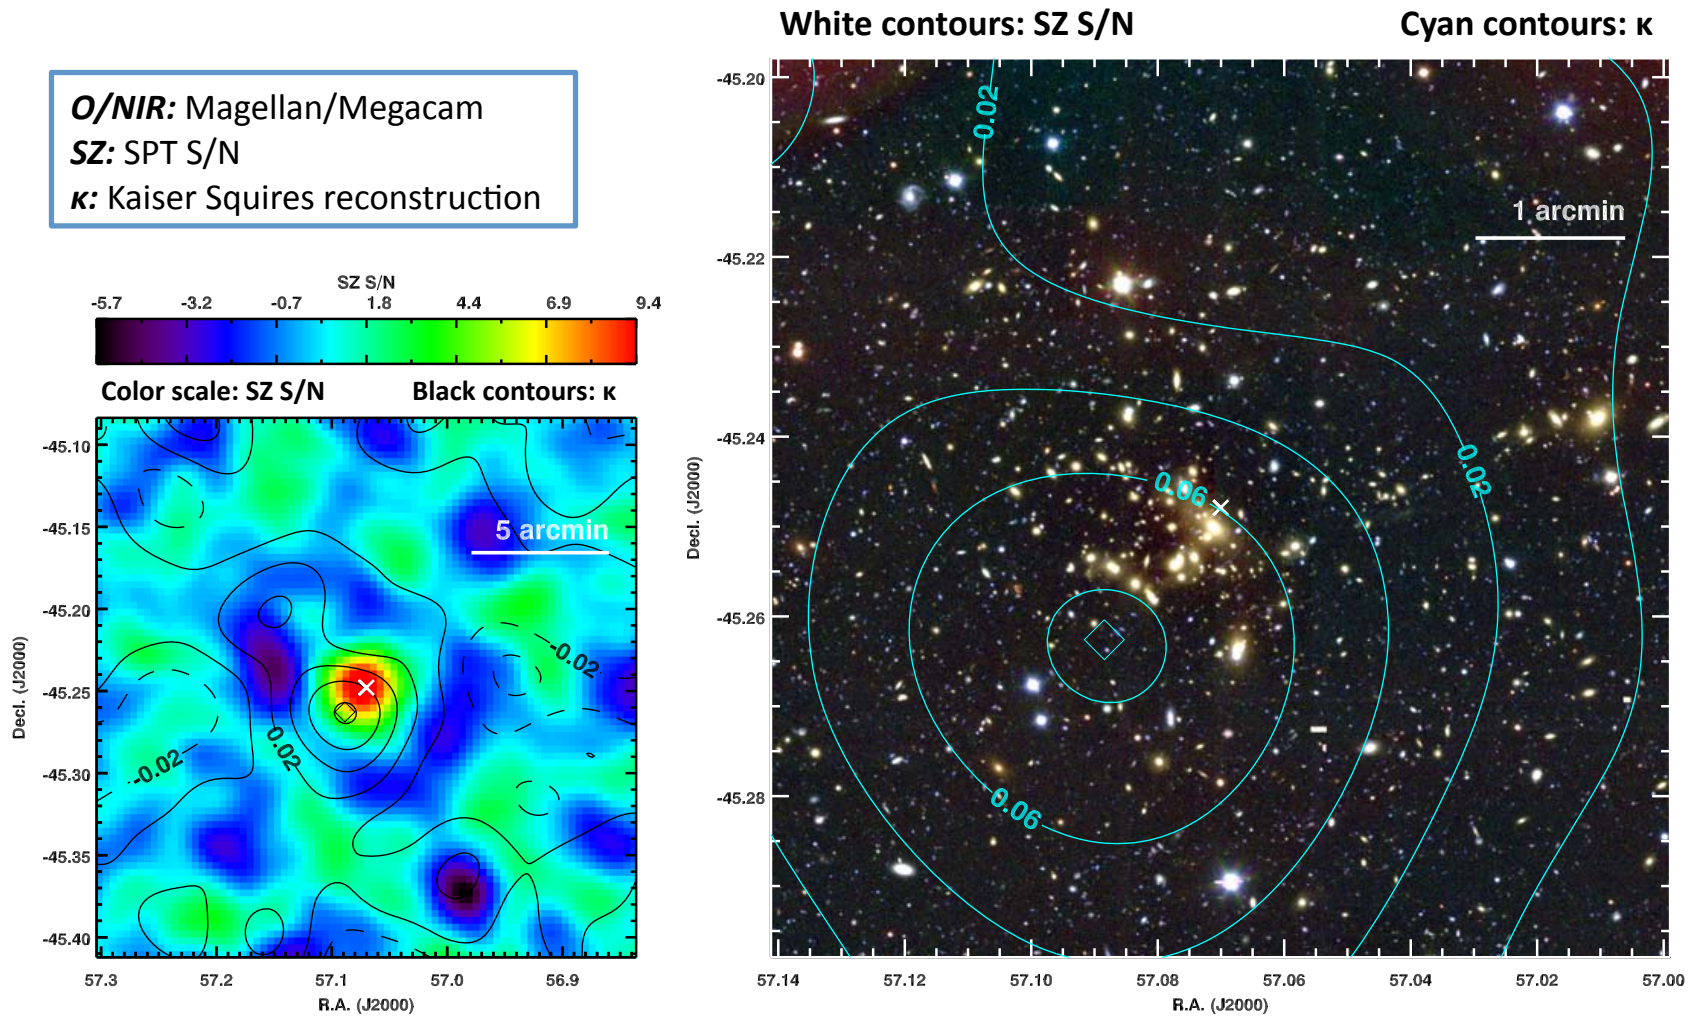 White contours: SZ S/N
Cyan contours: κ
O/NIR: Magellan/Megacam
SZ: SPT S/N
κ: Kaiser Squires reconstruction
SZ S/N
-5.7 -3.2 -0.7 1.8 4.4 6.9 9.4
Color scale: SZ S/N
Black contours: κ
-45.10
-45.15
-45.20
-45.25
-45.30
-45.35
-45.40
Decl. (J2000)
5 arcmin
-0.02
0.02
-0.02
57.3 57.2 57.1 57.0 56.9
R.A. (J2000)
-45.20
-45.22
-45.24
-45.26
-45.28
Decl. (J2000)
0.02
1 arcmin
0.02
0.06
0.06
57.14 57.12 57.10 57.08 57.06 57.04 57.02 57.00
R.A. (J2000)